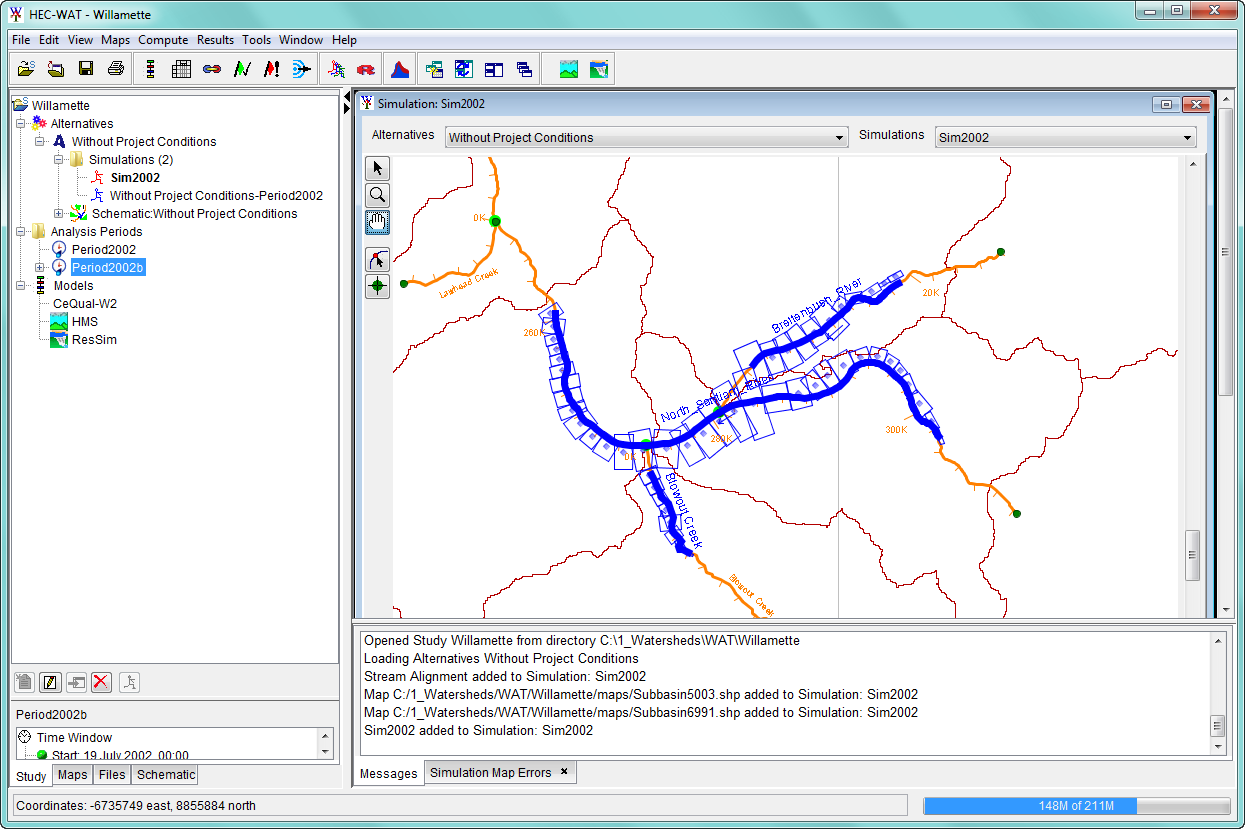 HEC-WAT - Willamette
File Edit View Maps Compute Results Tools Window Help
Willamette
Alternatives
Without Project Conditions
Simulations (2)
Sim2002
Without Project Conditions-Period2002
Schematic:Without Project Conditions
Analysis Periods
Period2002
Period2002b
Models
CeQual-W2
HMS
ResSim
Period2002b
Time Window
Start: 19 July 2002, 00:00
Study Maps Files Schematic
Simulation: Sim2002
Alternatives Without Project Conditions Simulations Sim2002
0K
Lawhead Creek
260K
Breitenbush_River
20K
North_Santiam_River
280K
300K
0K
Blowout Creek
Blowout Creek
Opened Study Willamette from directory C:\1_Watersheds\WAT\Willamette
Loading Alternatives Without Project Conditions
Stream Alignment added to Simulation: Sim2002
Map C:/1_Watersheds/WAT/Willamette/maps/Subbasin5003.shp added to Simulation: Sim2002
Map C:/1_Watersheds/WAT/Willamette/maps/Subbasin6991.shp added to Simulation: Sim2002
Sim2002 added to Simulation: Sim2002
Messages Simulation Map Errors
Coordinates: -6735749 east, 8855884 north
148M of 211M